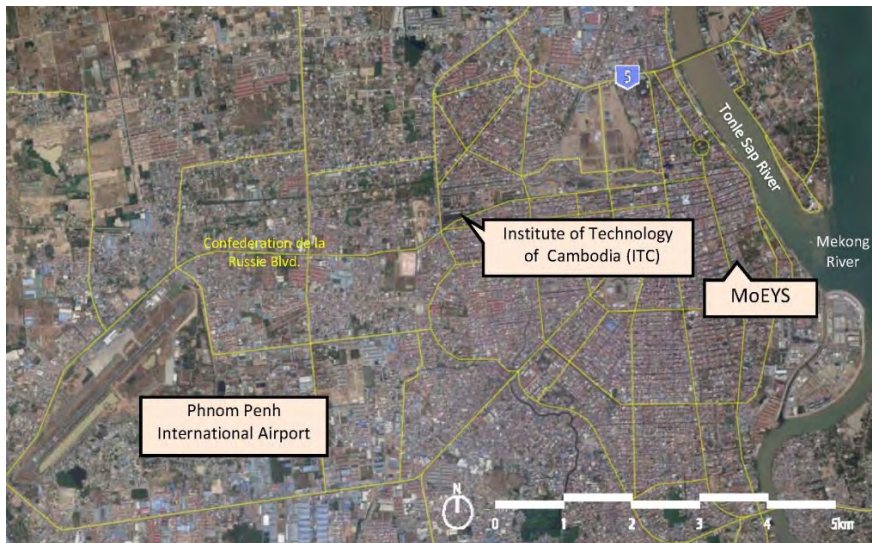 5
Tonle Sap River
Confederation de la
Russie Blvd.
Institute of Technology
of Cambodia (ITC)
Mekong
River
MoEYS
Phnom Penh
International Airport
N
0 1 2 3 4 5km